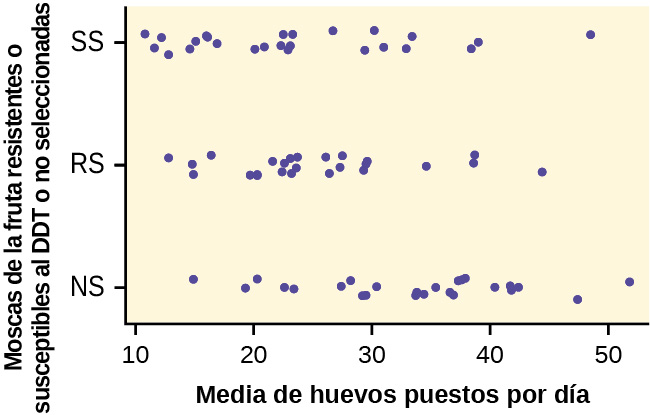 Moscas de la fruta resistentes o
susceptibles al DDT o no seleccionadas
SS
RS
NS
10 20 30 40 50
Media de huevos puestos por día